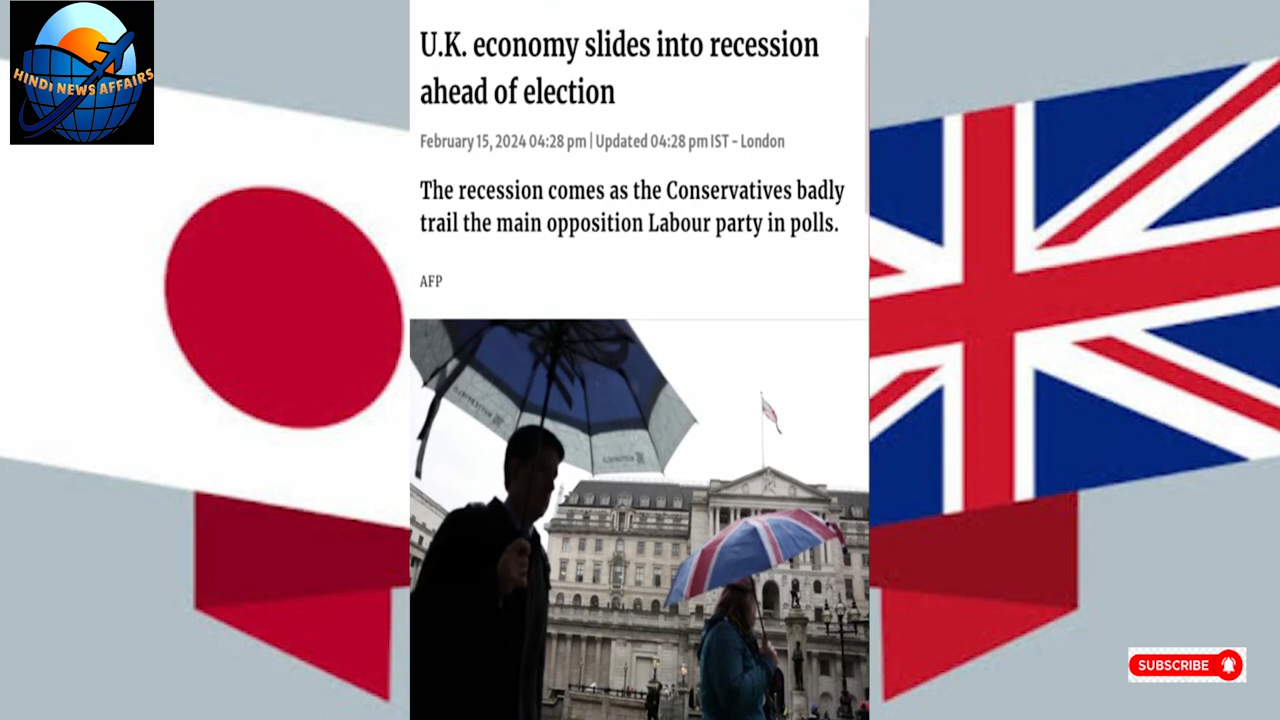 HINDI NEWS AFFAIRS
U.K. economy slides into recession
ahead of election
February 15, 2024 04:28 pm | Updated 04:28 pm IST - London
The recession comes as the Conservatives badly
trail the main opposition Labour party in polls.
AFP
SUBSCRIBE